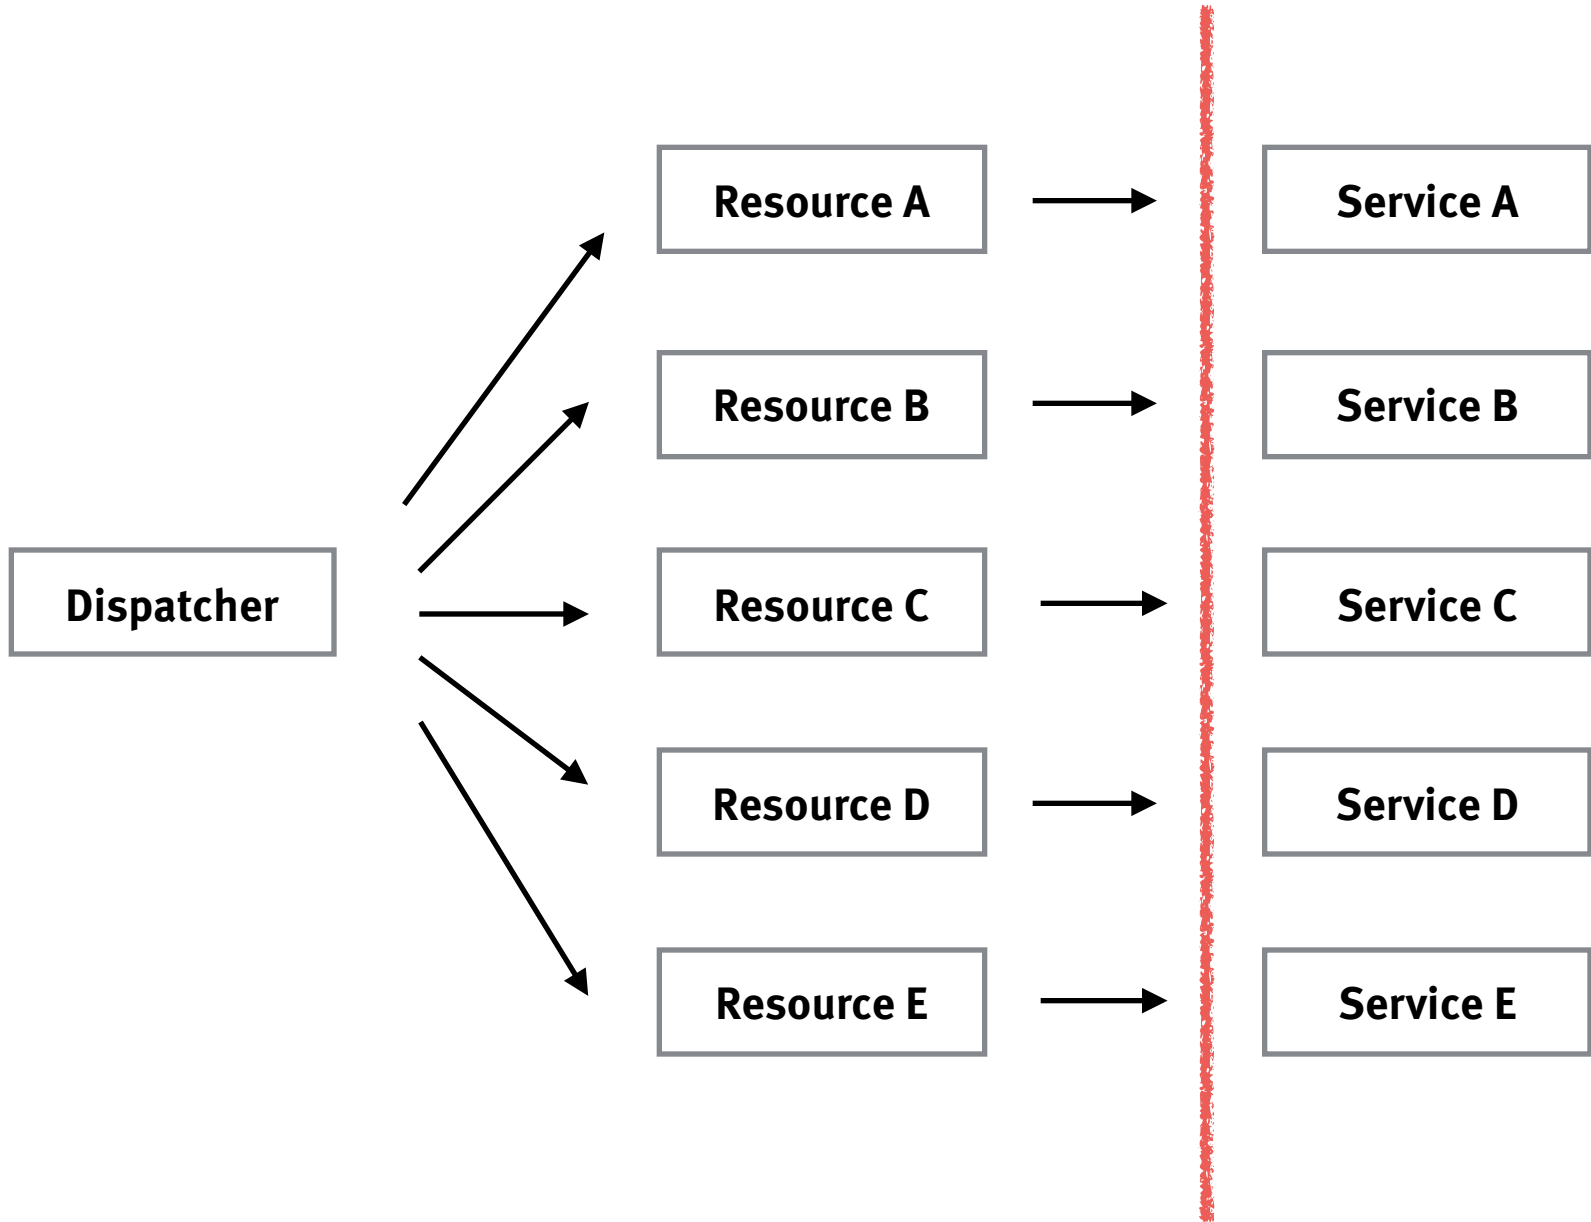 Resource A
Service A
Resource B
Service B
Dispatcher
Resource C
Service C
Resource D
Service D
Resource E
Service E